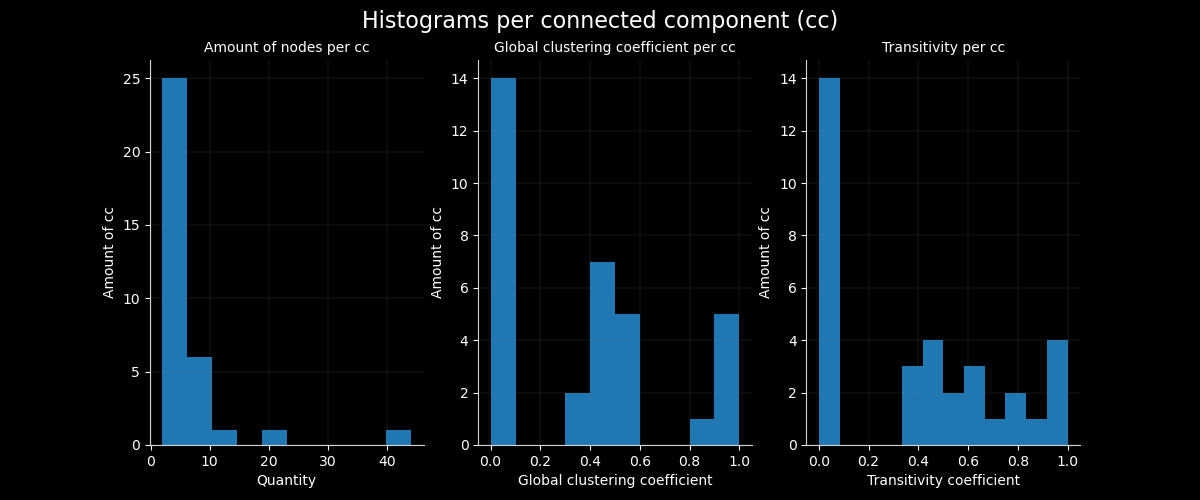 Histograms per connected component (cc)
Amount of nodes per cc
Global clustering coefficient per cc
Transitivity per cc
Amount of cc
25
20
15
10
5
0
0 10 20 30 40
Quantity
Amount of cc
14
12
10
8
6
4
2
0
0.0 0.2 0.4 0.6 0.8 1.0
Global clustering coefficient
Amount of cc
14
12
10
8
6
4
2
0
0.0 0.2 0.4 0.6 0.8 1.0
Transitivity coefficient